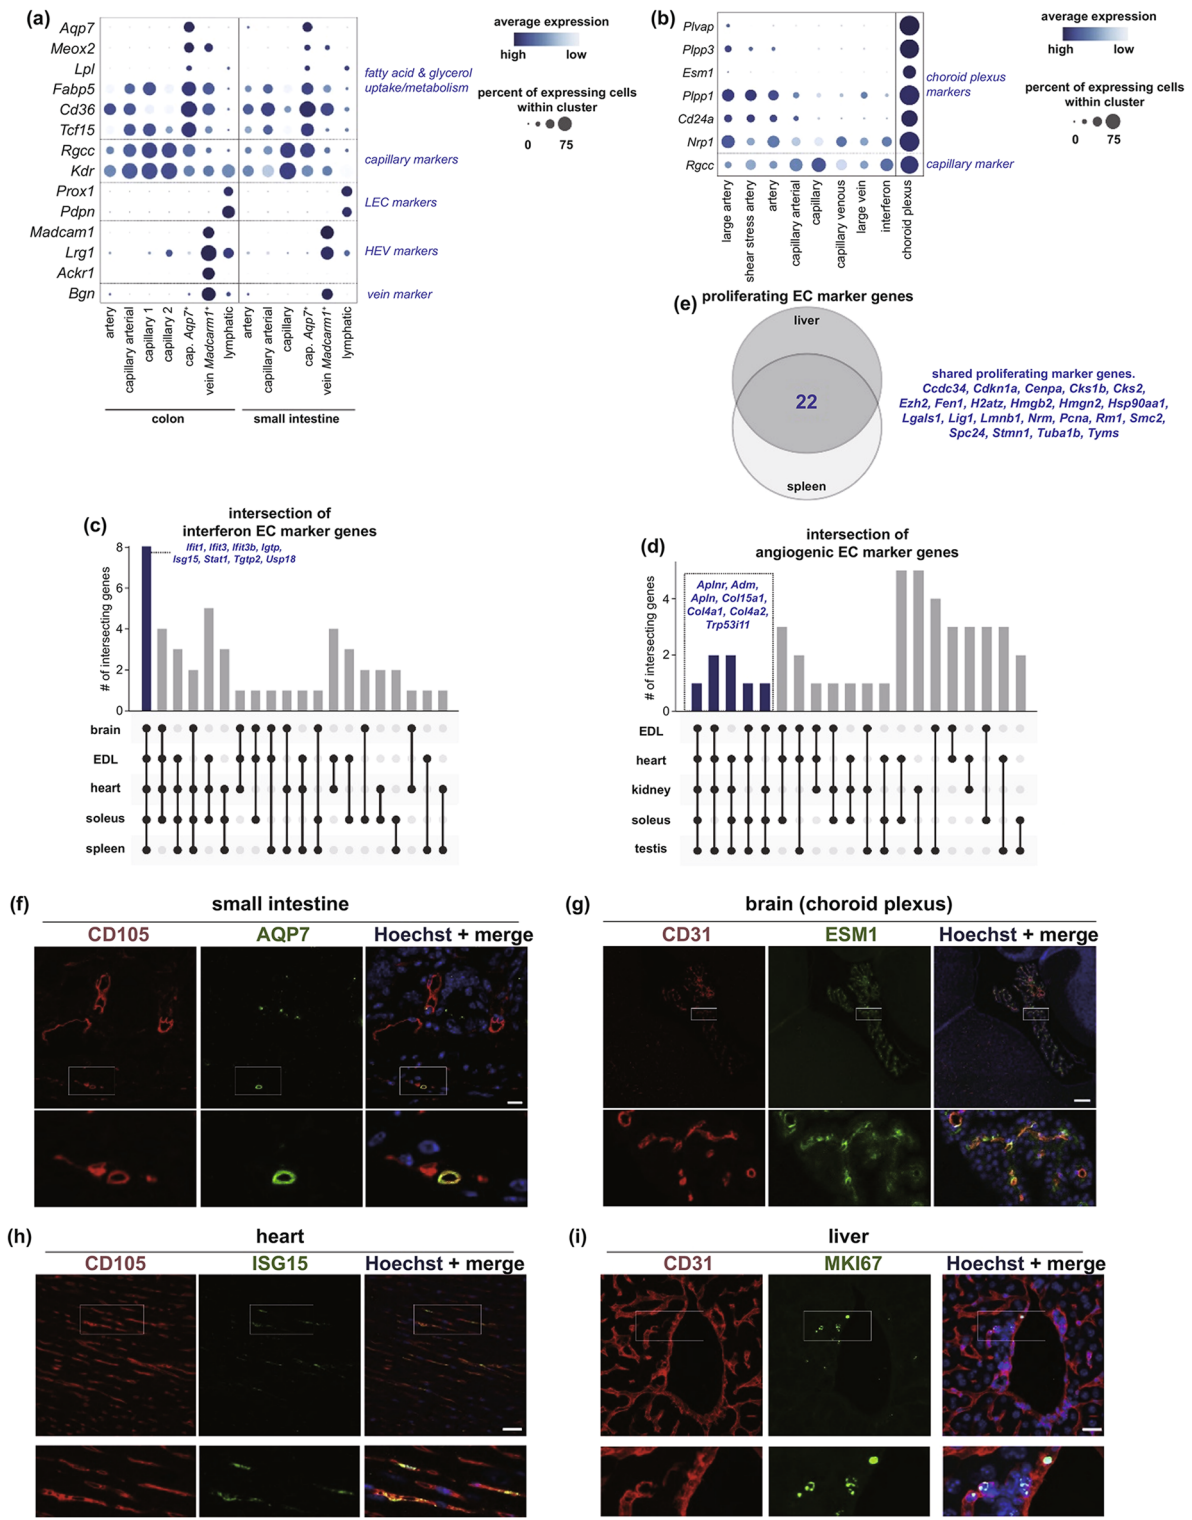 (a)
Aqp7
Meox2
Lpl
Fabp5
Cd36
Tcf15
Rgcc
Kdr
Prox1
Pdpn
Madcam1
Lrg1
Ackr1
Bgn
fatty acid & glycerol
uptake/metabolism
capillary markers
LEC markers
HEV markers
vein marker
artery
capillary arterial
capillary 1
capillary 2
cap. Aqp7+
vein Madcarm1+
lymphatic
artery
capillary arterial
capillary
cap. Aqp7+
vein Madcarm1+
lymphatic
colon
small intestine
average expression
high low
percent of expressing cells
within cluster
0 75
(b)
Plvap
Plpp3
Esm1
Plpp1
Cd24a
Nrp1
Rgcc
choroid plexus
markers
capillary marker
large artery
shear stress artery
artery
capillary arterial
capillary
capillary venous
large vein
interferon
choroid plexus
average expression
high low
percent of expressing cells
within cluster
0 75
(e) proliferating EC marker genes
liver
22
spleen
shared proliferating marker genes.
Ccdc34, Cdkn1a, Cenpa, Cks1b, Cks2,
Ezh2, Fen1, H2atz, Hmgb2, Hmgn2, Hsp90aa1,
Lgals1, Lig1, Lmnb1, Nrm, Pcna, Rm1, Smc2,
Spc24, Stmn1, Tuba1b, Tyms
(c)
intersection of
interferon EC marker genes
Ifit1, Ifit3, Ifit3b, Igtp,
Isg15, Stat1, Tgtp2, Usp18
# of intersecting genes
8
6
4
2
0
brain
EDL
heart
soleus
spleen
(d)
intersection of
angiogenic EC marker genes
Aplnr, Adm,
Apln, Col15a1,
Col4a1, Col4a2,
Trp53i11
# of intersecting genes
4
2
0
EDL
heart
kidney
soleus
testis
(f) small intestine
CD105 AQP7 Hoechst + merge
(g) brain (choroid plexus)
CD31 ESM1 Hoechst + merge
(h) heart
CD105 ISG15 Hoechst + merge
(i) liver
CD31 MKI67 Hoechst + merge